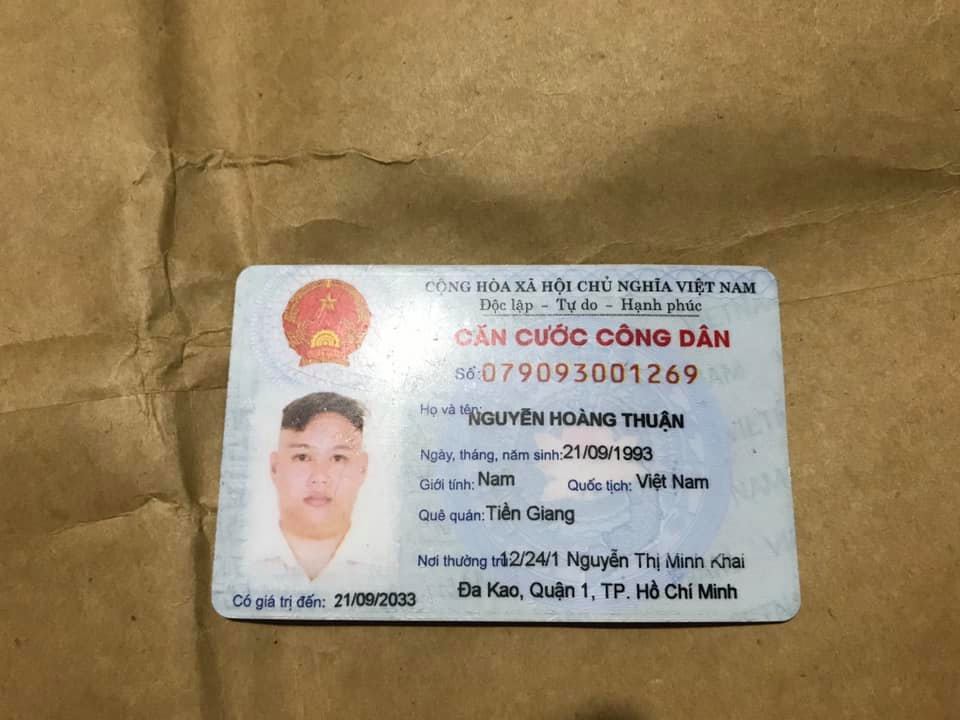 CỘNG HÒA XÃ HỘI CHỦ NGHĨA VIỆT NAM
Độc lập - Tự do - Hạnh phúc
CĂN CƯỚC CÔNG DÂN
Số: 079093001269
Họ và tên: NGUYỄN HOÀNG THUẬN
Ngày, tháng, năm sinh: 21/09/1993
Giới tính: Nam Quốc tịch: Việt Nam
Quê quán: Tiền Giang
Nơi thường trú: 12/24/1 Nguyễn Thị Minh Khai
Đa Kao, Quận 1, TP. Hồ Chí Minh
Có giá trị đến: 21/09/2033